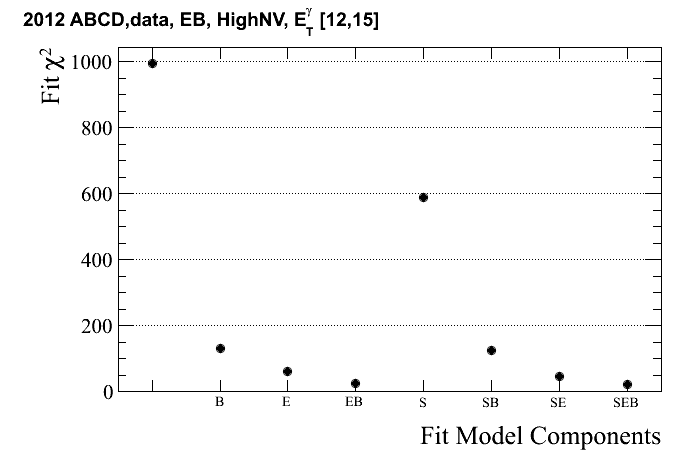 2012 ABCD,data, EB, HighNV, E_T^γ [12,15]
Fit χ²
1000
800
600
400
200
0
B E EB S SB SE SEB
Fit Model Components